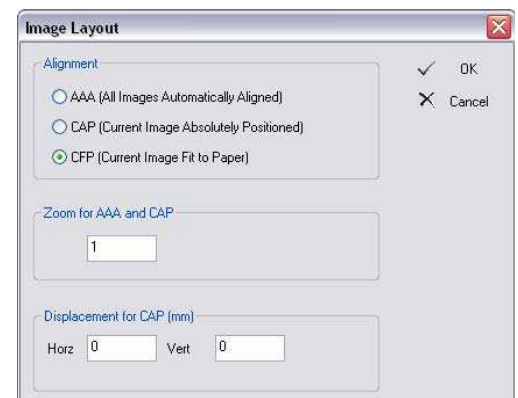 Image Layout
Alignment
OK
AAA (All Images Automatically Aligned)
CAP (Current Image Absolutely Positioned)
Cancel
CFP (Current Image Fit to Paper)
Zoom for AAA and CAP
1
Displacement for CAP (mm)
Horz 0 Vert 0